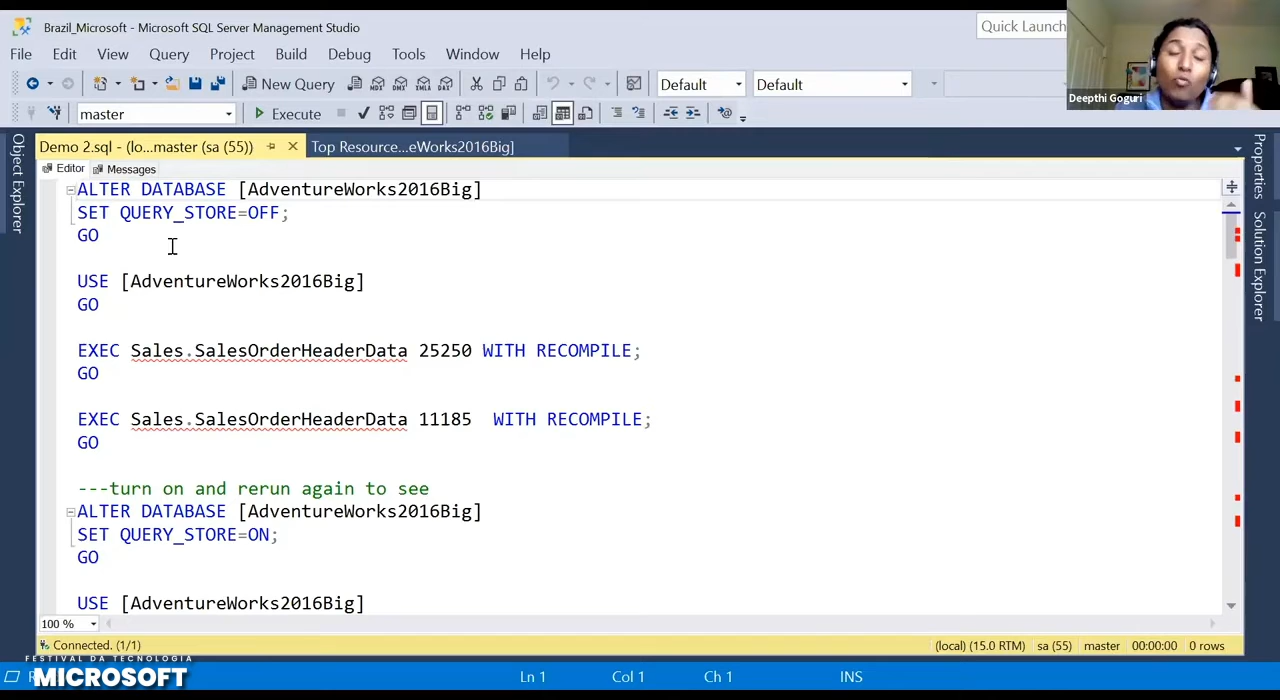 Brazil_Microsoft - Microsoft SQL Server Management Studio
Quick Launch
File Edit View Query Project Build Debug Tools Window Help
New Query
Default
Default
master
Execute
Deepthi Goguri
Object Explorer
Demo 2.sql - (lo...master (sa (55))
Top Resource...eWorks2016Big]
Editor
Messages
ALTER DATABASE [AdventureWorks2016Big]
SET QUERY_STORE=OFF;
GO
USE [AdventureWorks2016Big]
GO
EXEC Sales.SalesOrderHeaderData 25250 WITH RECOMPILE;
GO
EXEC Sales.SalesOrderHeaderData 11185  WITH RECOMPILE;
GO
---turn on and rerun again to see
ALTER DATABASE [AdventureWorks2016Big]
SET QUERY_STORE=ON;
GO
USE [AdventureWorks2016Big]
Properties
Solution Explorer
100 %
Connected. (1/1)
(local) (15.0 RTM) sa (55) master 00:00:00 0 rows
FESTIVAL DA TECNOLOGIA
MICROSOFT
Ln 1 Col 1 Ch 1 INS